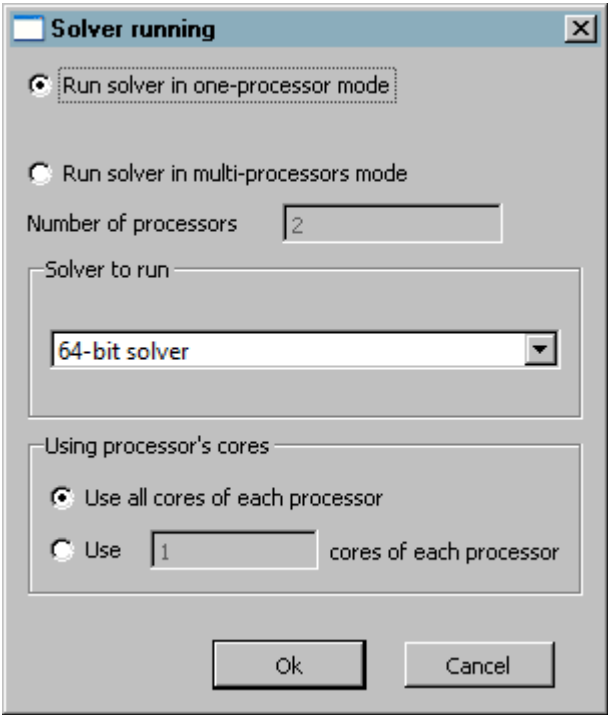 Solver running
Run solver in one-processor mode
Run solver in multi-processors mode
Number of processors 2
Solver to run
64-bit solver
Using processor's cores
Use all cores of each processor
Use 1 cores of each processor
Ok Cancel